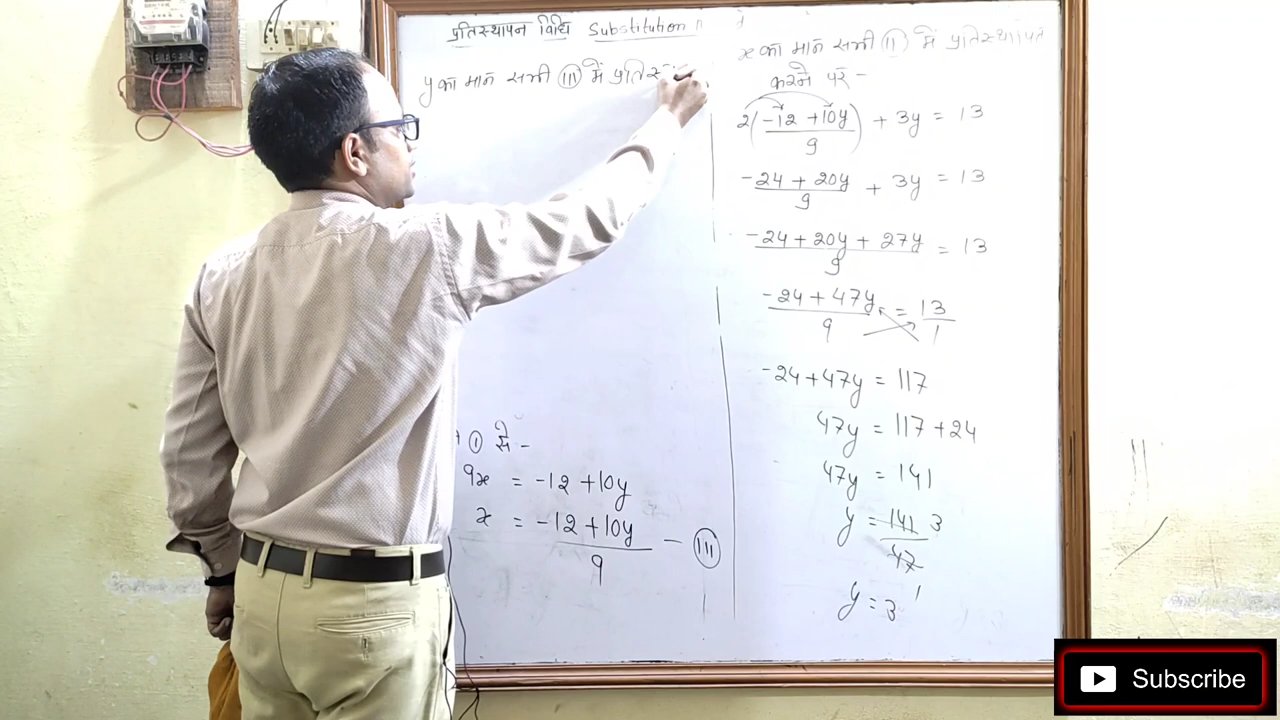 प्रतिस्थापन विधि Substitution
y का मान समी (III) में प्रतिस्
(I) से -
9x = -12 + 10y
x = -12 + 10y / 9 - (III)
x का मान समी (II) में प्रतिस्थापित
करने पर -
2(-12 + 10y / 9) + 3y = 13
-24 + 20y / 9 + 3y = 13
-24 + 20y + 27y / 9 = 13
-24 + 47y / 9 = 13 / 1
-24 + 47y = 117
47y = 117 + 24
47y = 141
y = 141 3 / 47 1
y = 3
Subscribe